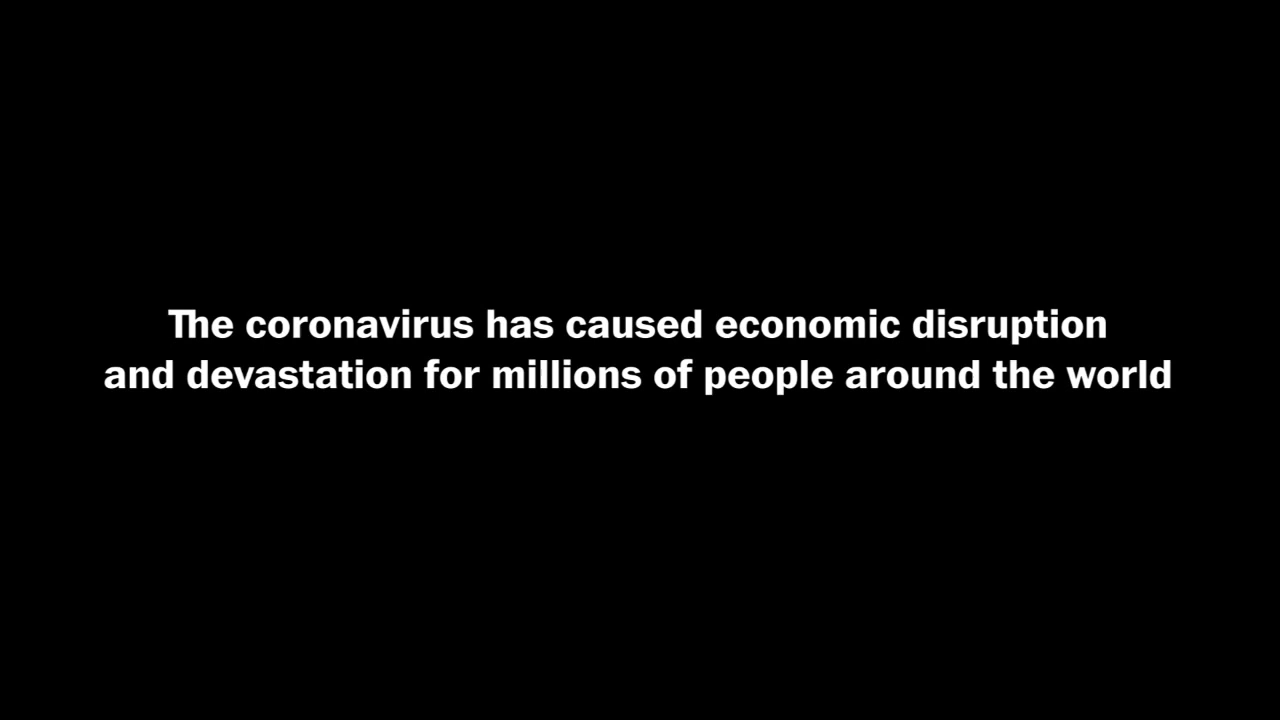 The coronavirus has caused economic disruption
and devastation for millions of people around the world